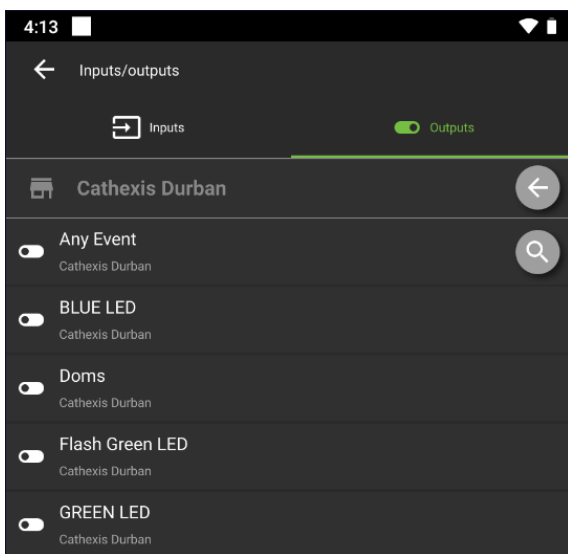 4:13
Inputs/outputs
Inputs
Outputs
Cathexis Durban
Any Event
Cathexis Durban
BLUE LED
Cathexis Durban
Doms
Cathexis Durban
Flash Green LED
Cathexis Durban
GREEN LED
Cathexis Durban